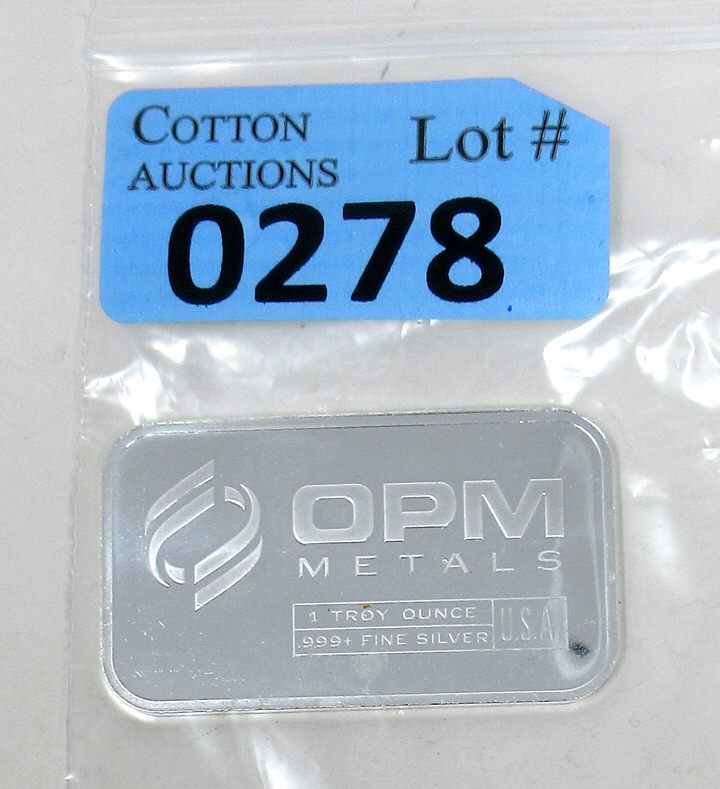 COTTON
AUCTIONS
Lot #
0278
OPM
METALS
1 TROY OUNCE
.999+ FINE SILVER
U.S.A.